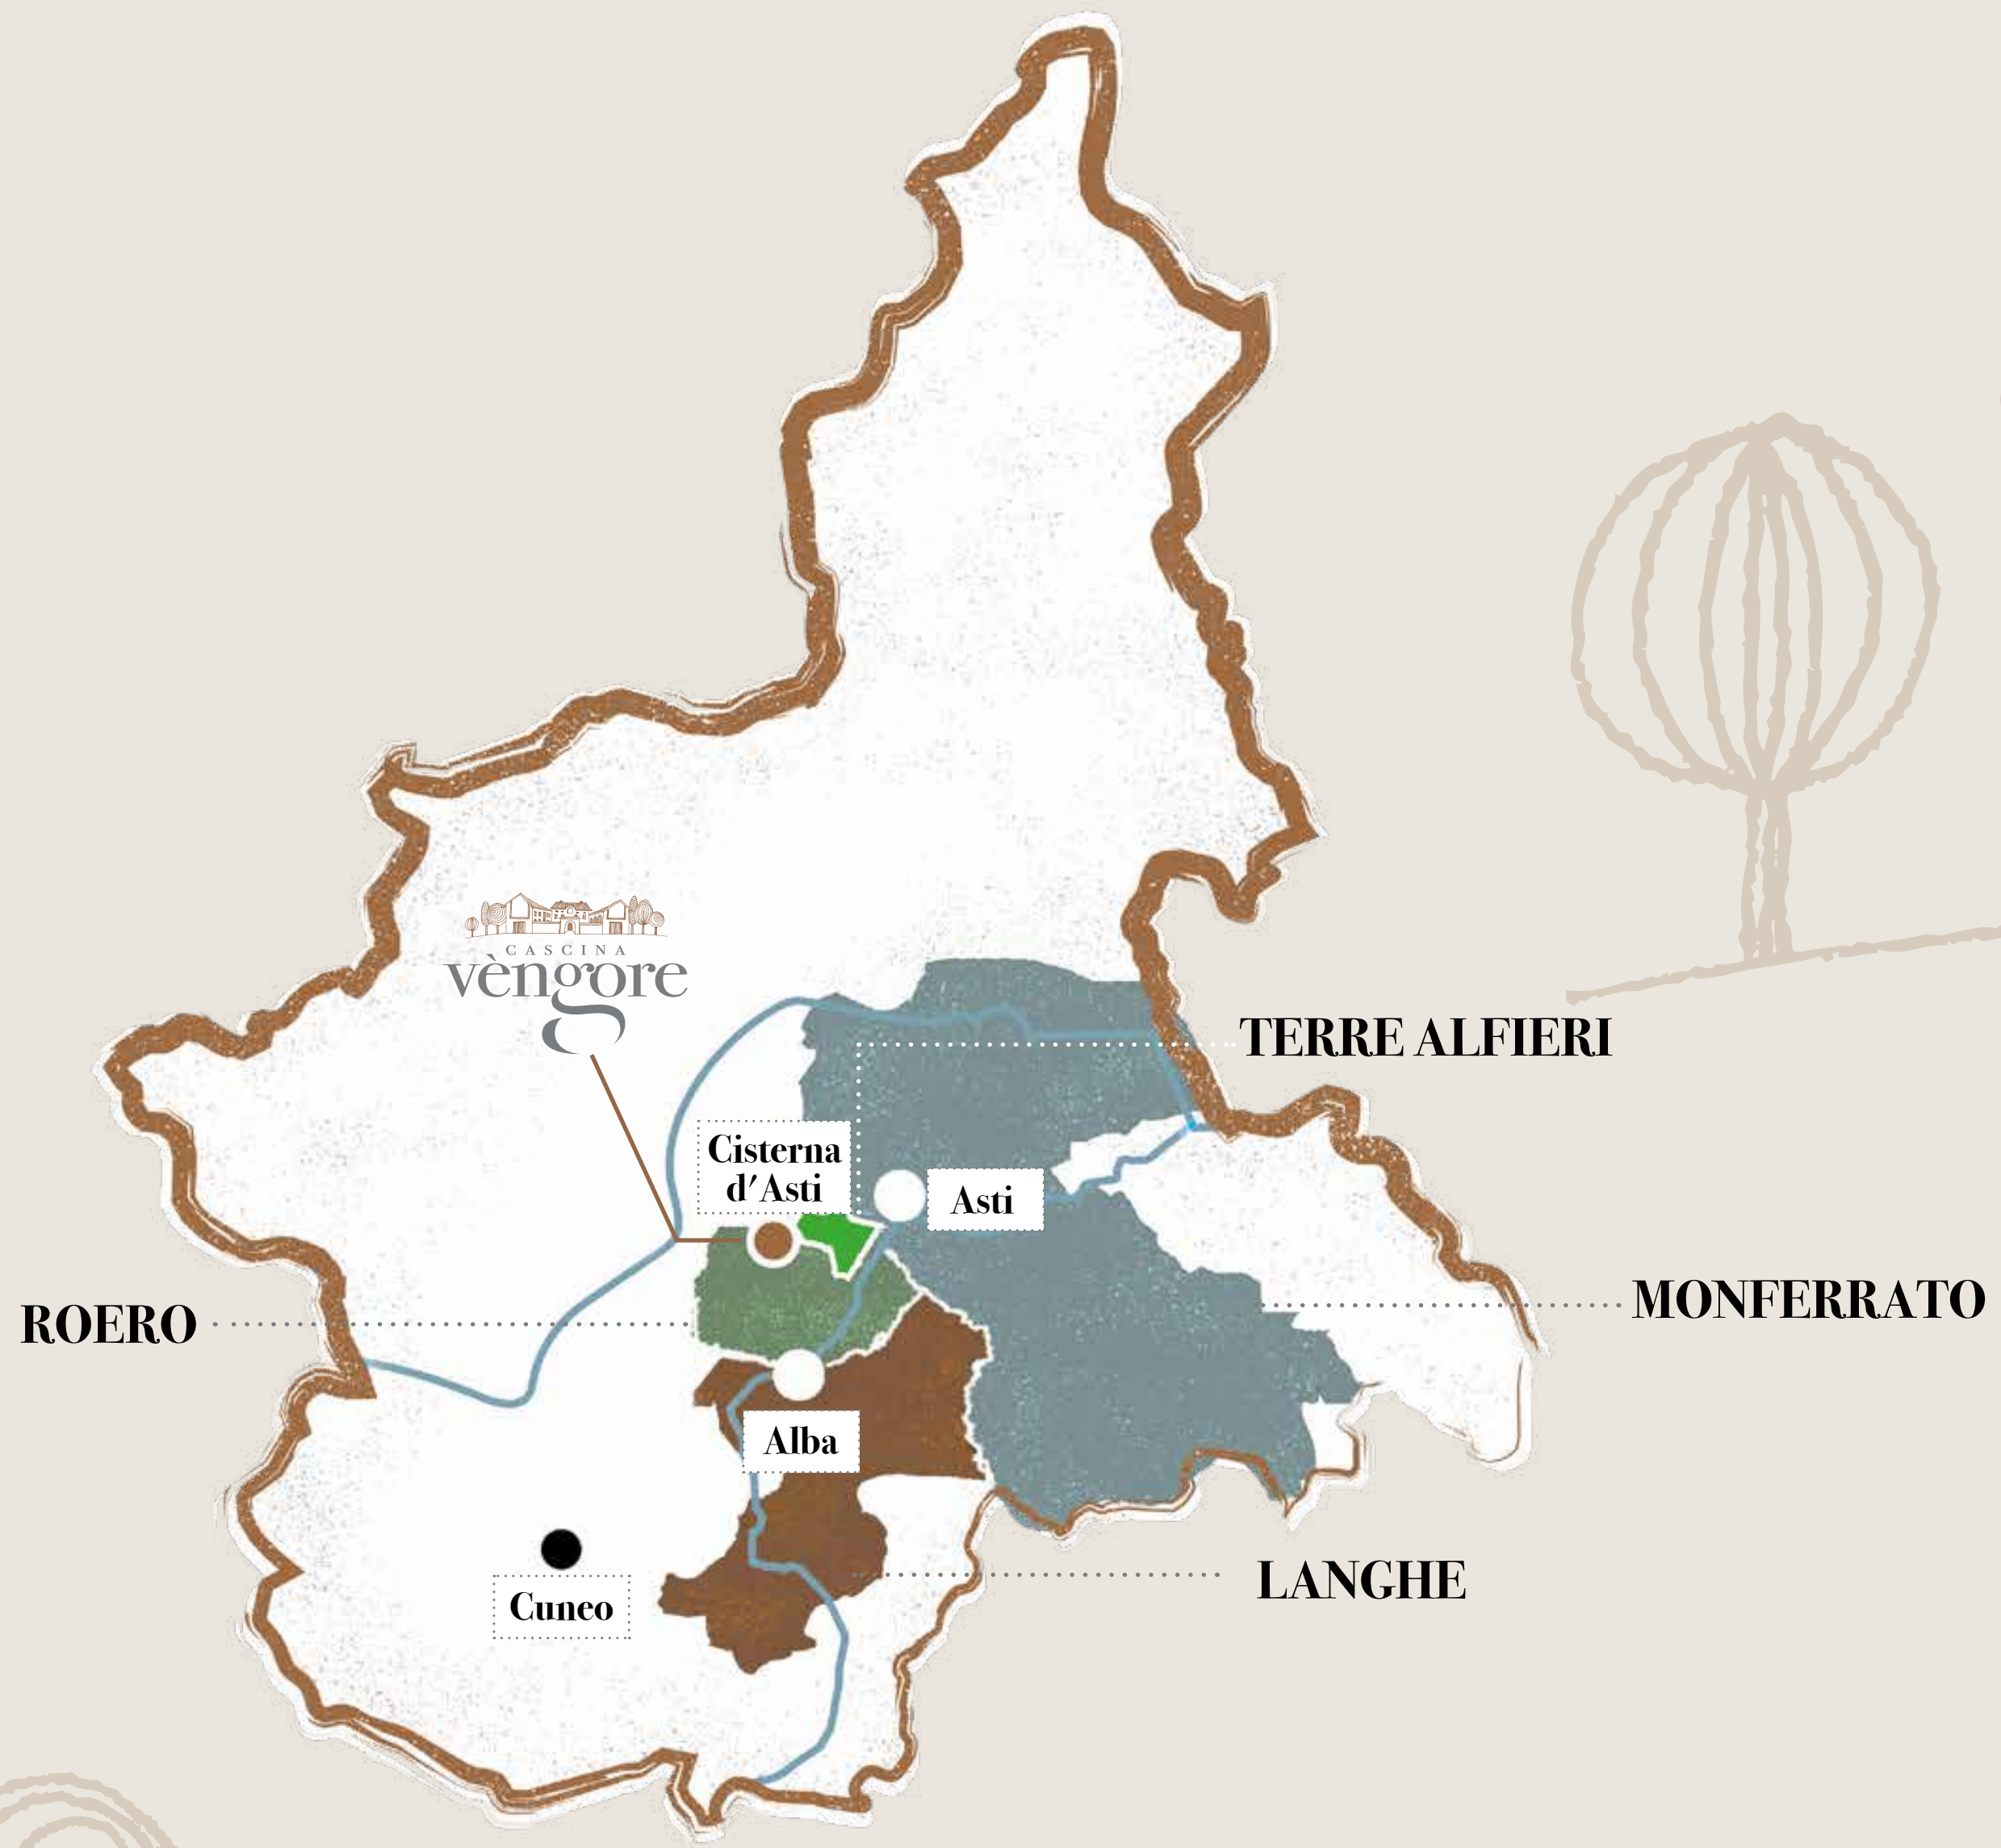 CASCINA
vèngore
TERRE ALFIERI
Cisterna
d'Asti
Asti
ROERO
MONFERRATO
Alba
Cuneo
LANGHE